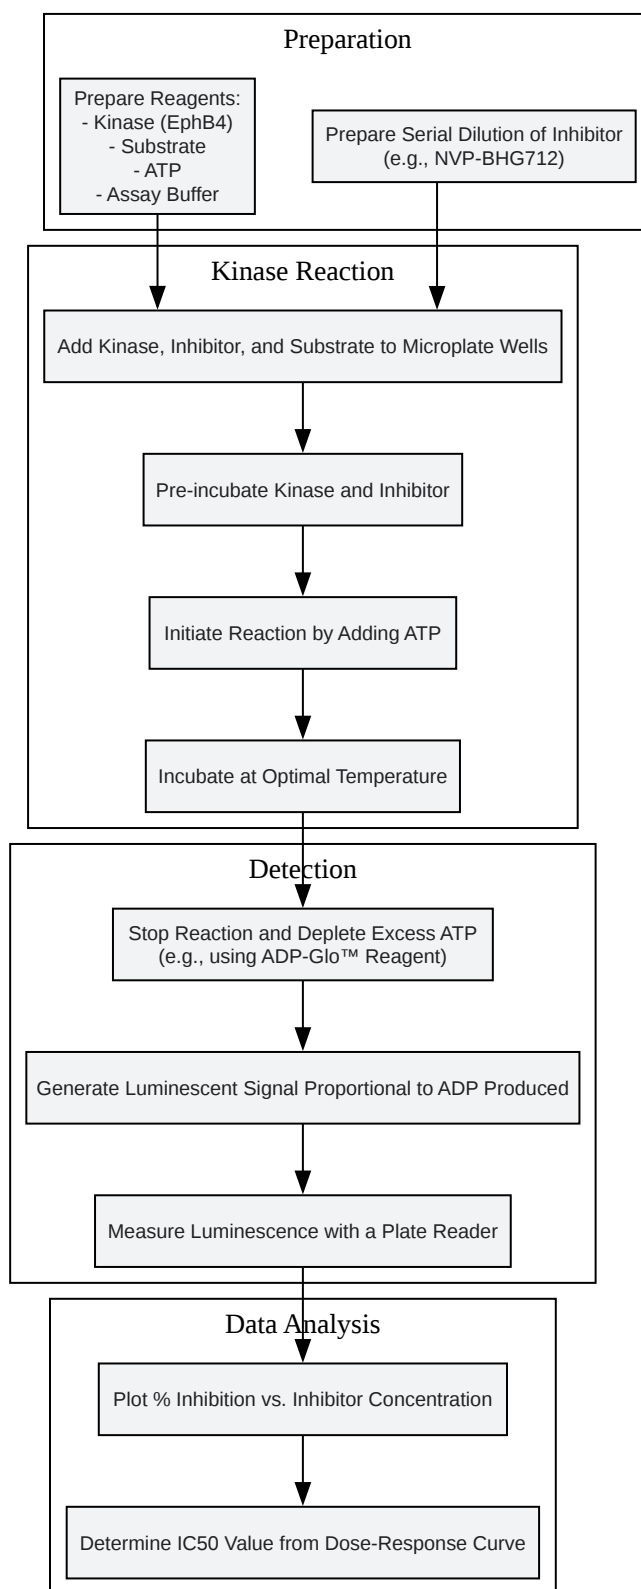 Preparation
Prepare Reagents:
- Kinase (EphB4)
- Substrate
- ATP
- Assay Buffer
Prepare Serial Dilution of Inhibitor
(e.g., NVP-BHG712)
Kinase Reaction
Add Kinase, Inhibitor, and Substrate to Microplate Wells
Pre-incubate Kinase and Inhibitor
Initiate Reaction by Adding ATP
Incubate at Optimal Temperature
Detection
Stop Reaction and Deplete Excess ATP
(e.g., using ADP-Glo™ Reagent)
Generate Luminescent Signal Proportional to ADP Produced
Measure Luminescence with a Plate Reader
Data Analysis
Plot % Inhibition vs. Inhibitor Concentration
Determine IC50 Value from Dose-Response Curve